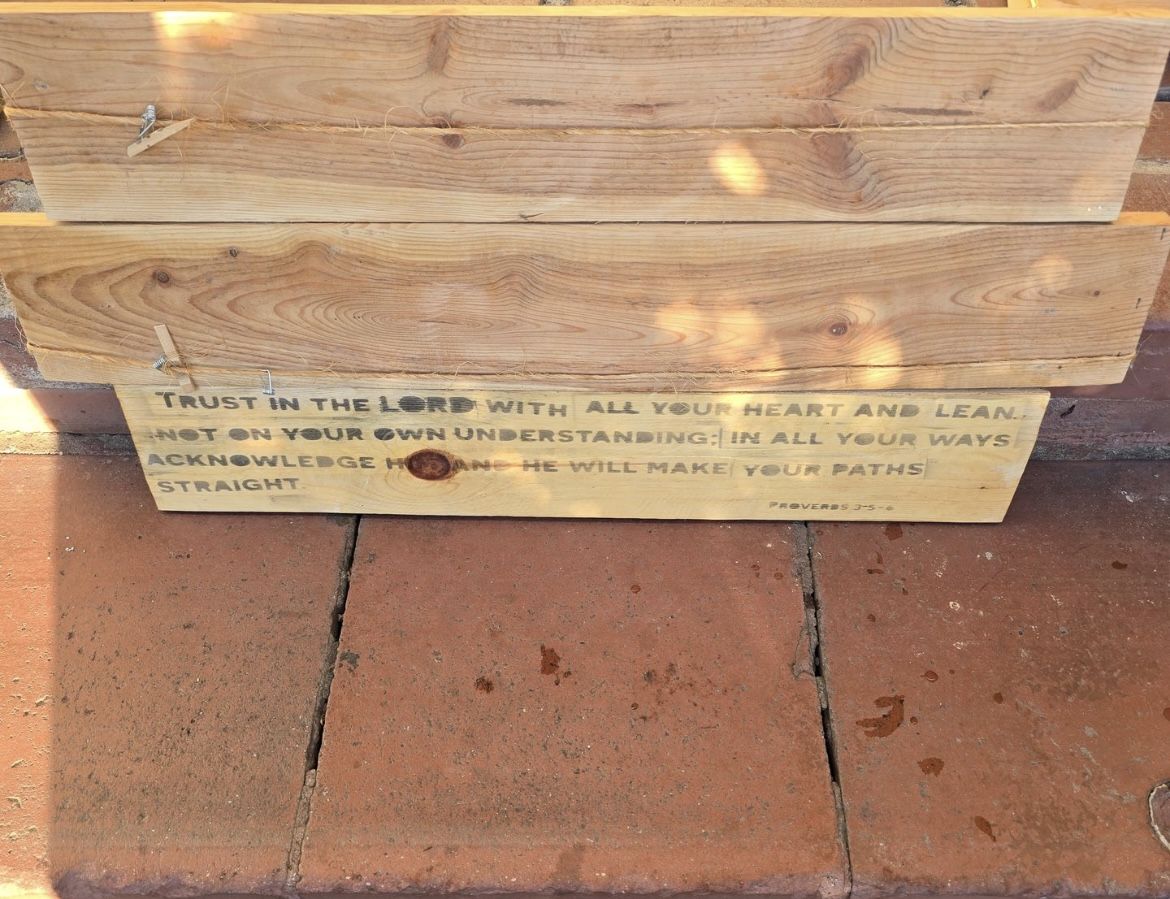 TRUST IN THE LORD WITH ALL YOUR HEART AND LEAN
NOT ON YOUR OWN UNDERSTANDING; IN ALL YOUR WAYS
ACKNOWLEDGE H AND HE WILL MAKE YOUR PATHS
STRAIGHT.
PROVERBS 3-5-6